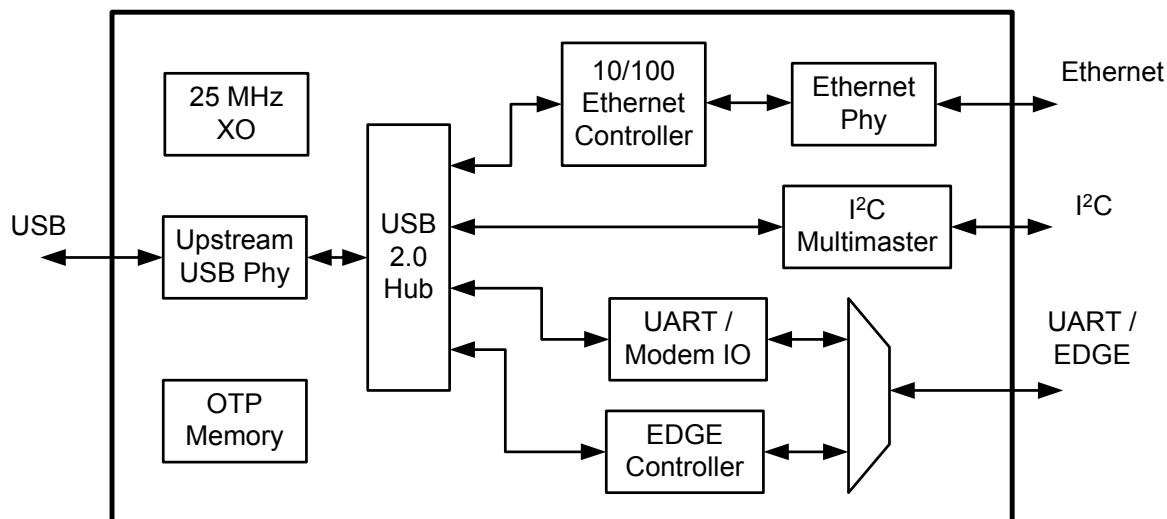 25 MHz
XO
10/100
Ethernet
Controller
Ethernet
Phy
Ethernet
USB
Upstream
USB Phy
USB
2.0
Hub
I²C
Multimaster
I²C
UART /
Modem IO
UART /
EDGE
OTP
Memory
EDGE
Controller